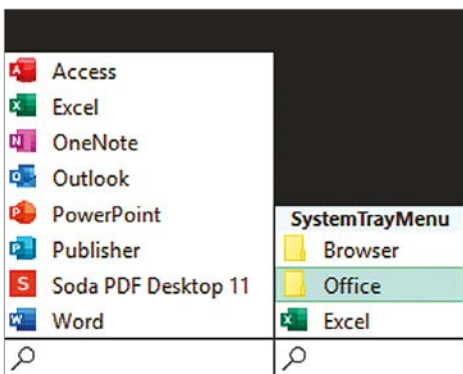 Access
Excel
OneNote
Outlook
PowerPoint
Publisher
Soda PDF Desktop 11
Word
SystemTrayMenu
Browser
Office
Excel